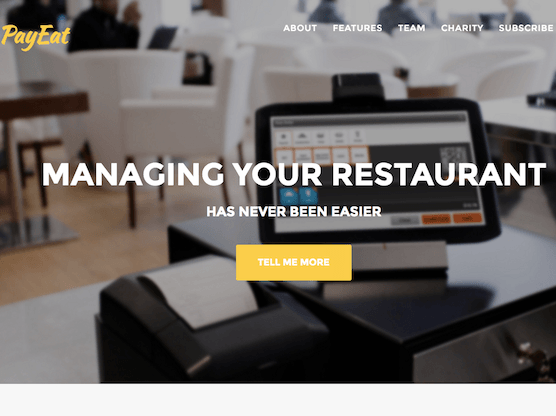 PayEat
ABOUT FEATURES TEAM CHARITY SUBSCRIBE
MANAGING YOUR RESTAURANT
HAS NEVER BEEN EASIER
TELL ME MORE